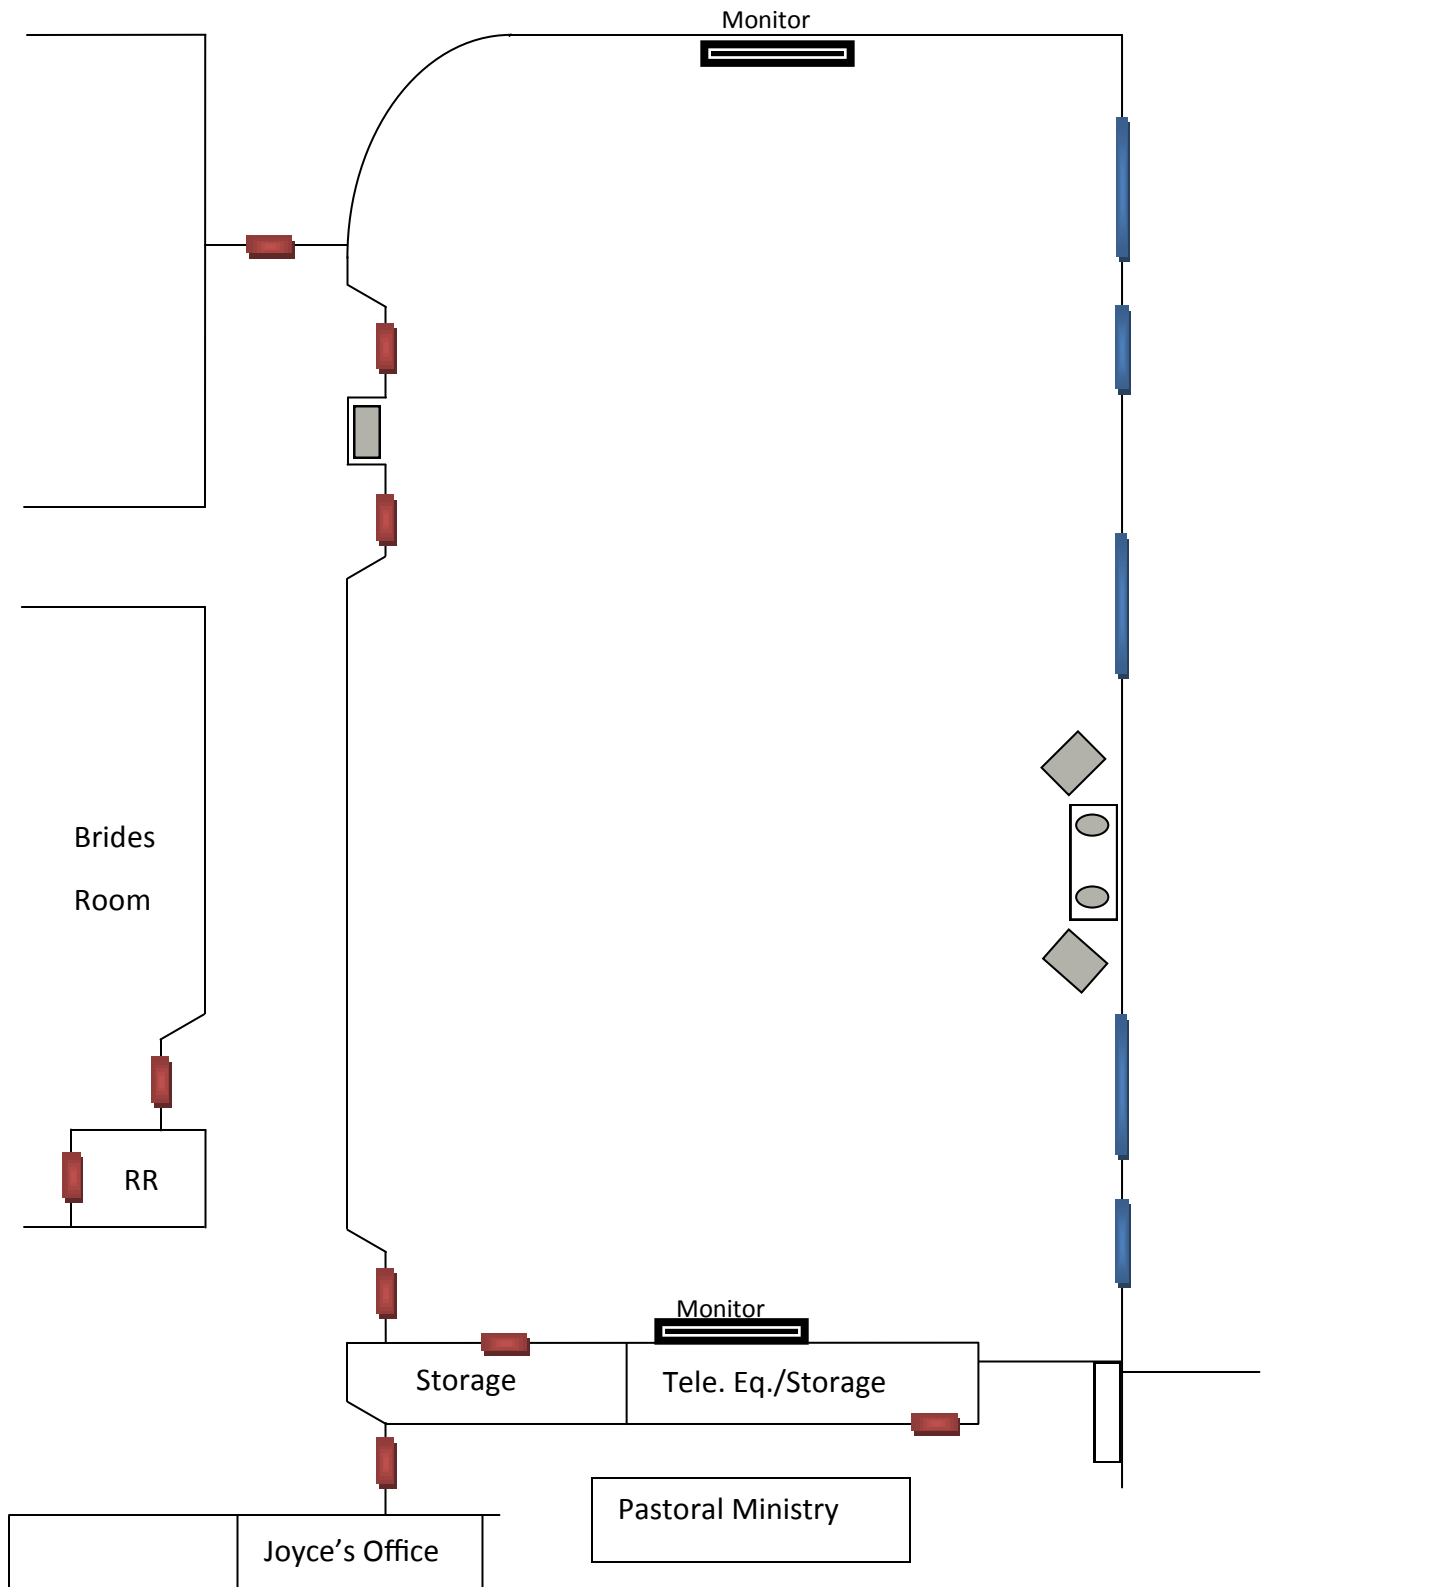 Monitor
Brides
Room
RR
Monitor
Storage
Tele. Eq./Storage
Pastoral Ministry
Joyce’s Office